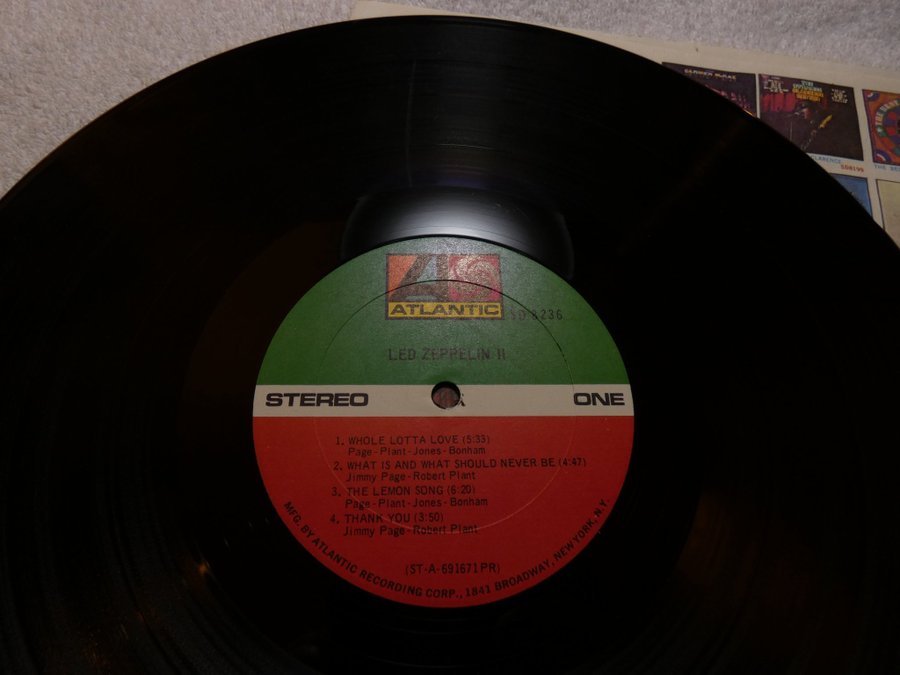 ATLANTIC
SD 8236
LED ZEPPELIN II
STEREO
ONE
1. WHOLE LOTTA LOVE (5:33)
Page-Plant-Jones-Bonham
2. WHAT IS AND WHAT SHOULD NEVER BE (4:47)
Jimmy Page-Robert Plant
3. THE LEMON SONG (6:20)
Page-Plant-Jones-Bonham
4. THANK YOU (3:50)
Jimmy Page-Robert Plant
(ST-A-691671PR)
MFG. BY ATLANTIC RECORDING CORP., 1841 BROADWAY, NEW YORK, N.Y.
CLARENCE
SD8199